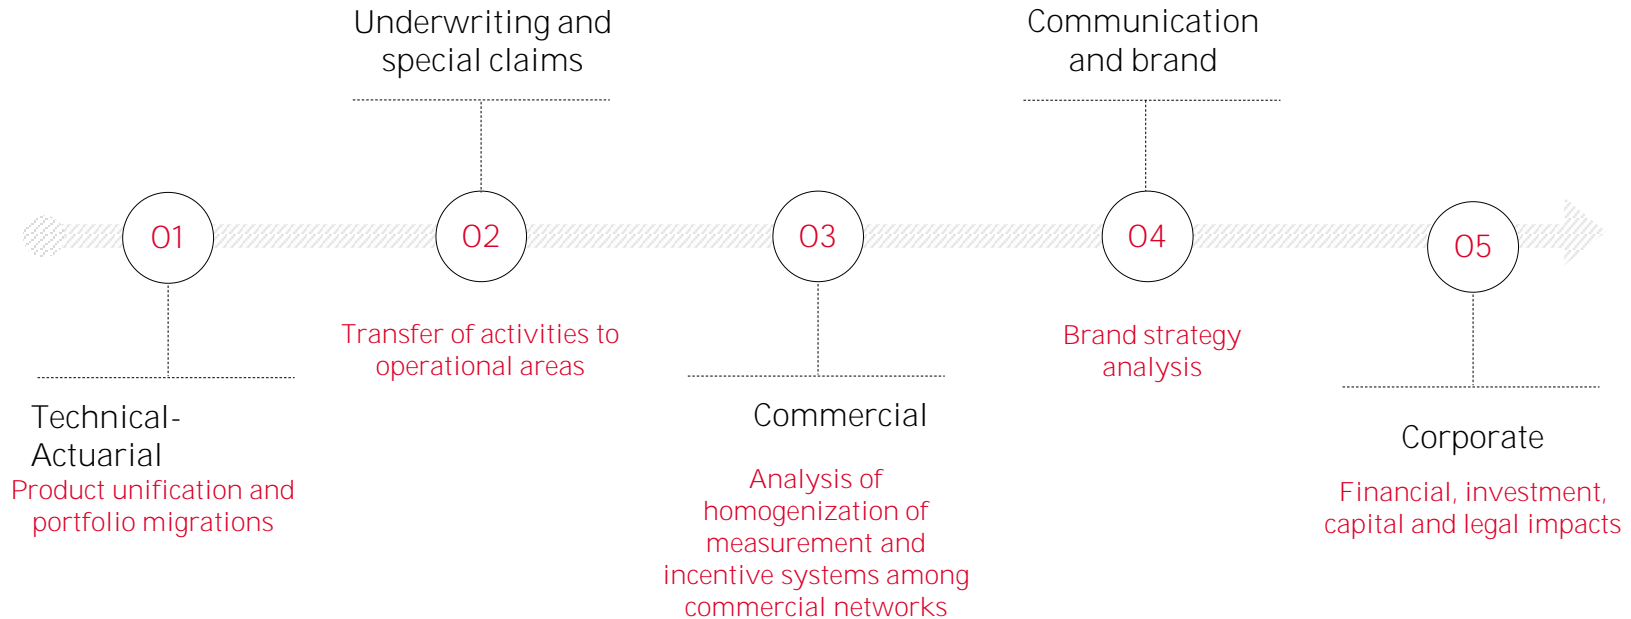 Underwriting and
special claims
Communication
and brand
01
02
03
04
05
Transfer of activities to
operational areas
Brand strategy
analysis
Technical-
Actuarial
Product unification and
portfolio migrations
Commercial
Analysis of
homogenization of
measurement and
incentive systems among
commercial networks
Corporate
Financial, investment,
capital and legal impacts